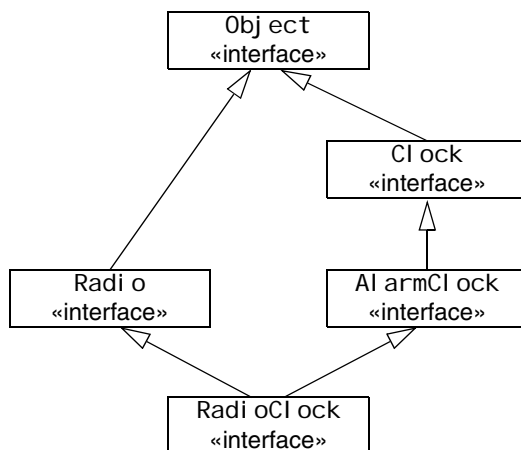 Object
«interface»
Clock
«interface»
Radio
«interface»
AlarmClock
«interface»
RadioClock
«interface»